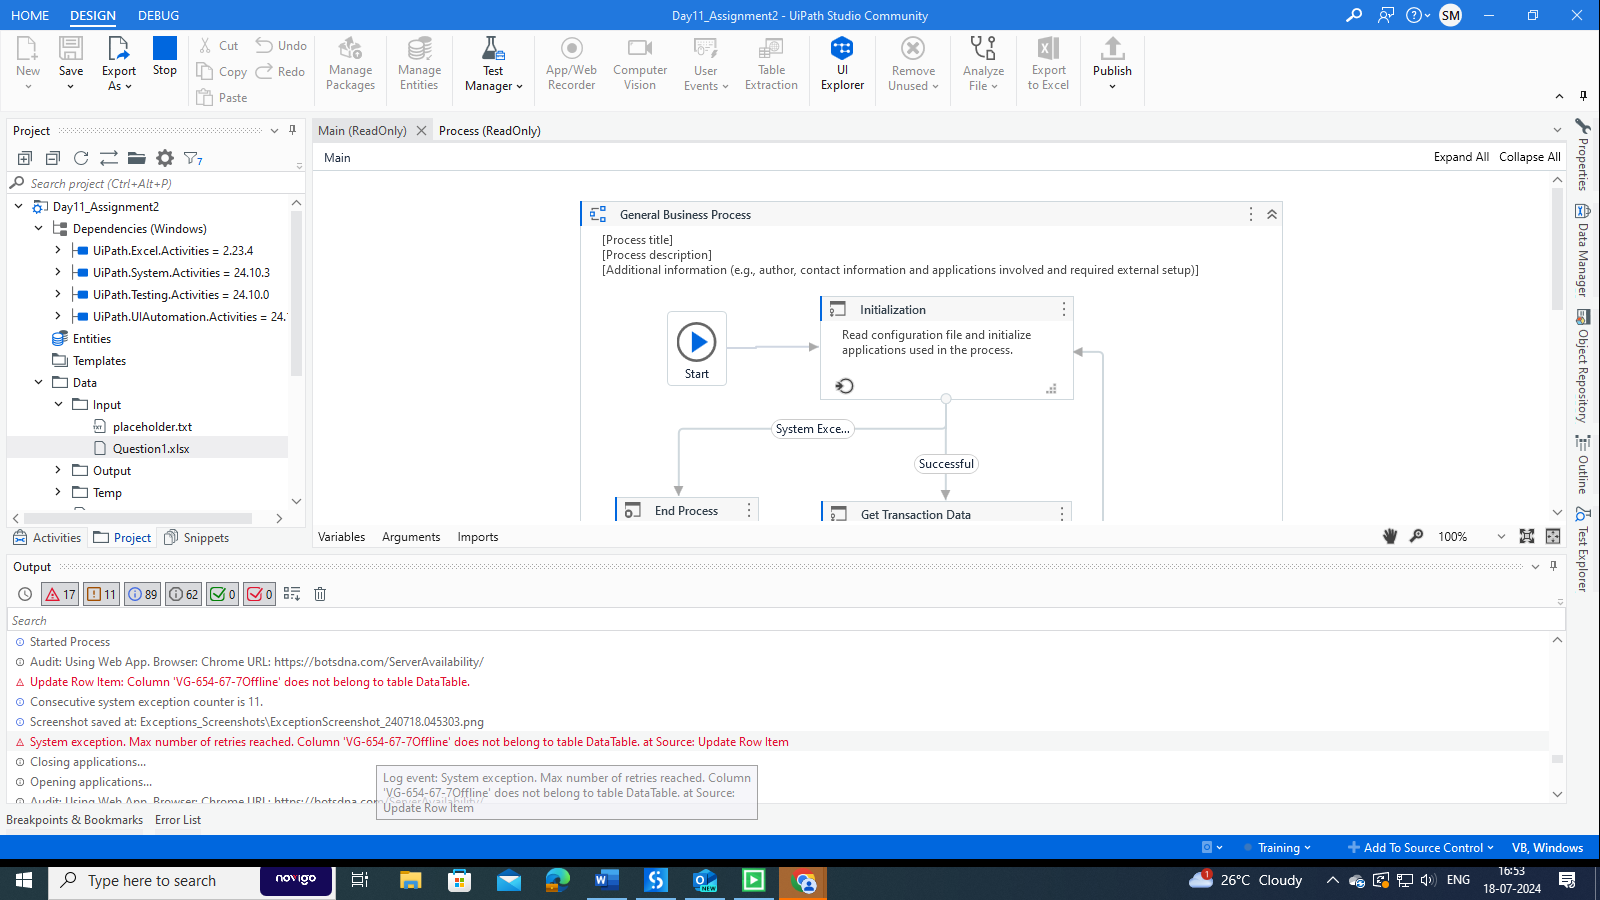 HOME DESIGN DEBUG Day11_Assignment2 - UiPath Studio Community SM
New Save Export As Stop Cut Copy Paste Undo Redo Manage Packages Manage Entities Test Manager App/Web Recorder Computer Vision User Events Table Extraction UI Explorer Remove Unused Analyze File Export to Excel Publish
Project
7
Search project (Ctrl+Alt+P)
Day11_Assignment2
Dependencies (Windows)
UiPath.Excel.Activities = 2.23.4
UiPath.System.Activities = 24.10.3
UiPath.Testing.Activities = 24.10.0
UiPath.UIAutomation.Activities = 24.
Entities
Templates
Data
Input
placeholder.txt
Question1.xlsx
Output
Temp
Activities Project Snippets
Main (ReadOnly) Process (ReadOnly)
Main Expand All Collapse All
General Business Process
[Process title]
[Process description]
[Additional information (e.g., author, contact information and applications involved and required external setup)]
Start
Initialization
Read configuration file and initialize
applications used in the process.
System Exce...
Successful
End Process
Get Transaction Data
Variables Arguments Imports 100%
Properties
Data Manager
Object Repository
Outline
Test Explorer
Output
17 11 89 62 0 0
Search
Started Process
Audit: Using Web App. Browser: Chrome URL: https://botsdna.com/ServerAvailability/
Update Row Item: Column 'VG-654-67-7Offline' does not belong to table DataTable.
Consecutive system exception counter is 11.
Screenshot saved at: Exceptions_Screenshots\ExceptionScreenshot_240718.045303.png
System exception. Max number of retries reached. Column 'VG-654-67-7Offline' does not belong to table DataTable. at Source: Update Row Item
Closing applications...
Opening applications...
Audit: Using Web App. Browser: Chrome URL: https://botsdna.com/ServerAvailability/
Log event: System exception. Max number of retries reached. Column
'VG-654-67-7Offline' does not belong to table DataTable. at Source:
Update Row Item
Breakpoints & Bookmarks Error List
Training Add To Source Control VB, Windows
Type here to search novigo NEW 1 26°C Cloudy ENG 16:53
18-07-2024